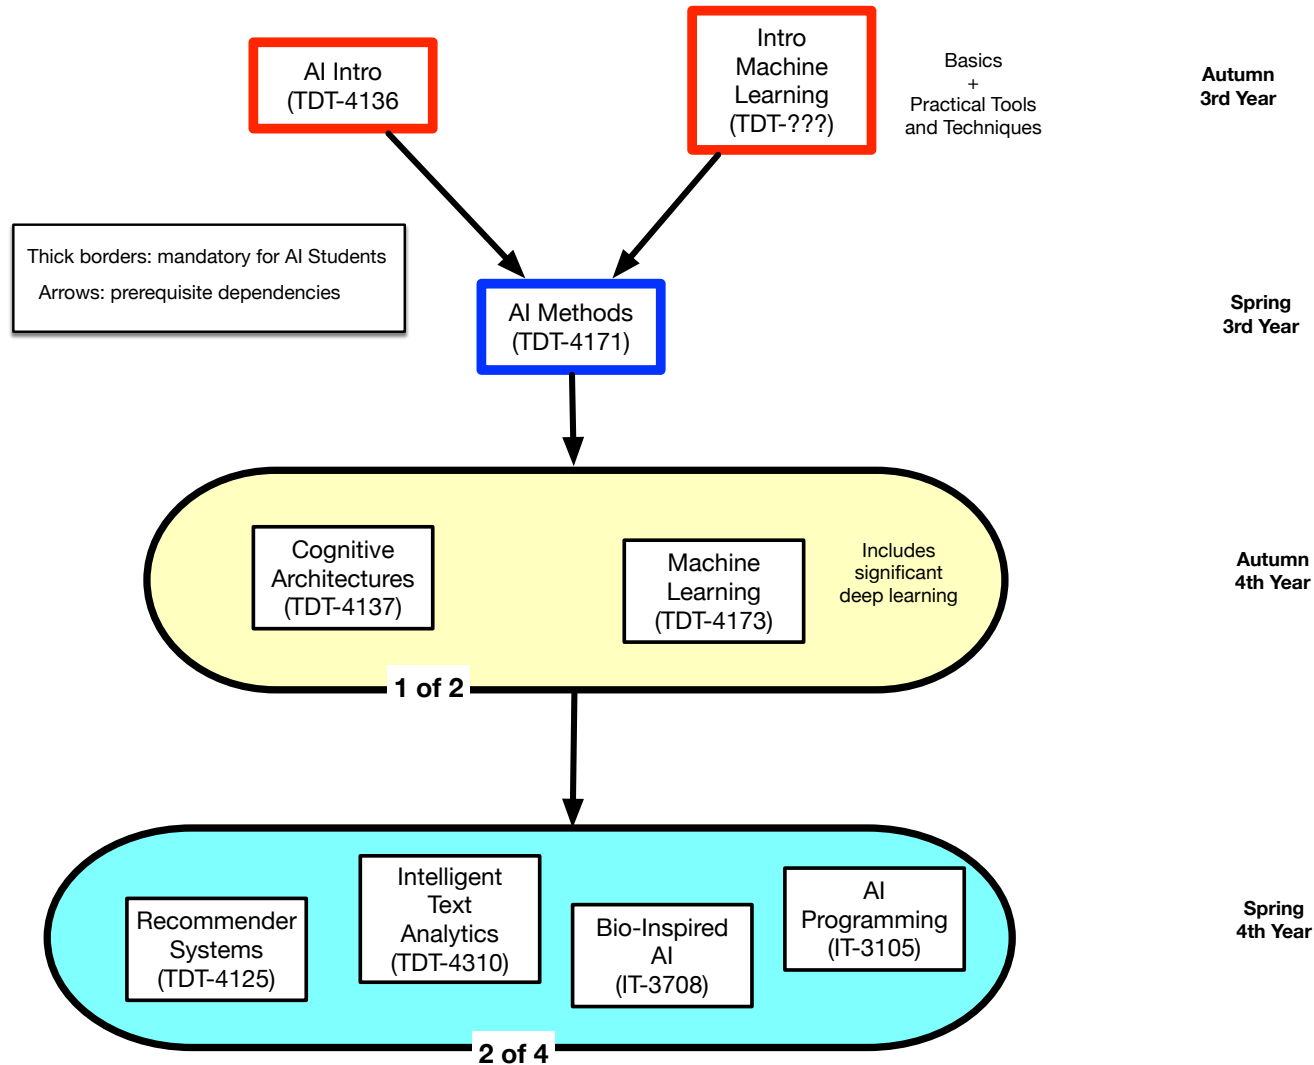 AI Intro
(TDT-4136
Intro
Machine
Learning
(TDT-???)
Basics
+
Practical Tools
and Techniques
Autumn
3rd Year
Thick borders: mandatory for AI Students
Arrows: prerequisite dependencies
AI Methods
(TDT-4171)
Spring
3rd Year
Cognitive
Architectures
(TDT-4137)
Machine
Learning
(TDT-4173)
Includes
significant
deep learning
Autumn
4th Year
1 of 2
Recommender
Systems
(TDT-4125)
Intelligent
Text
Analytics
(TDT-4310)
Bio-Inspired
AI
(IT-3708)
AI
Programming
(IT-3105)
Spring
4th Year
2 of 4